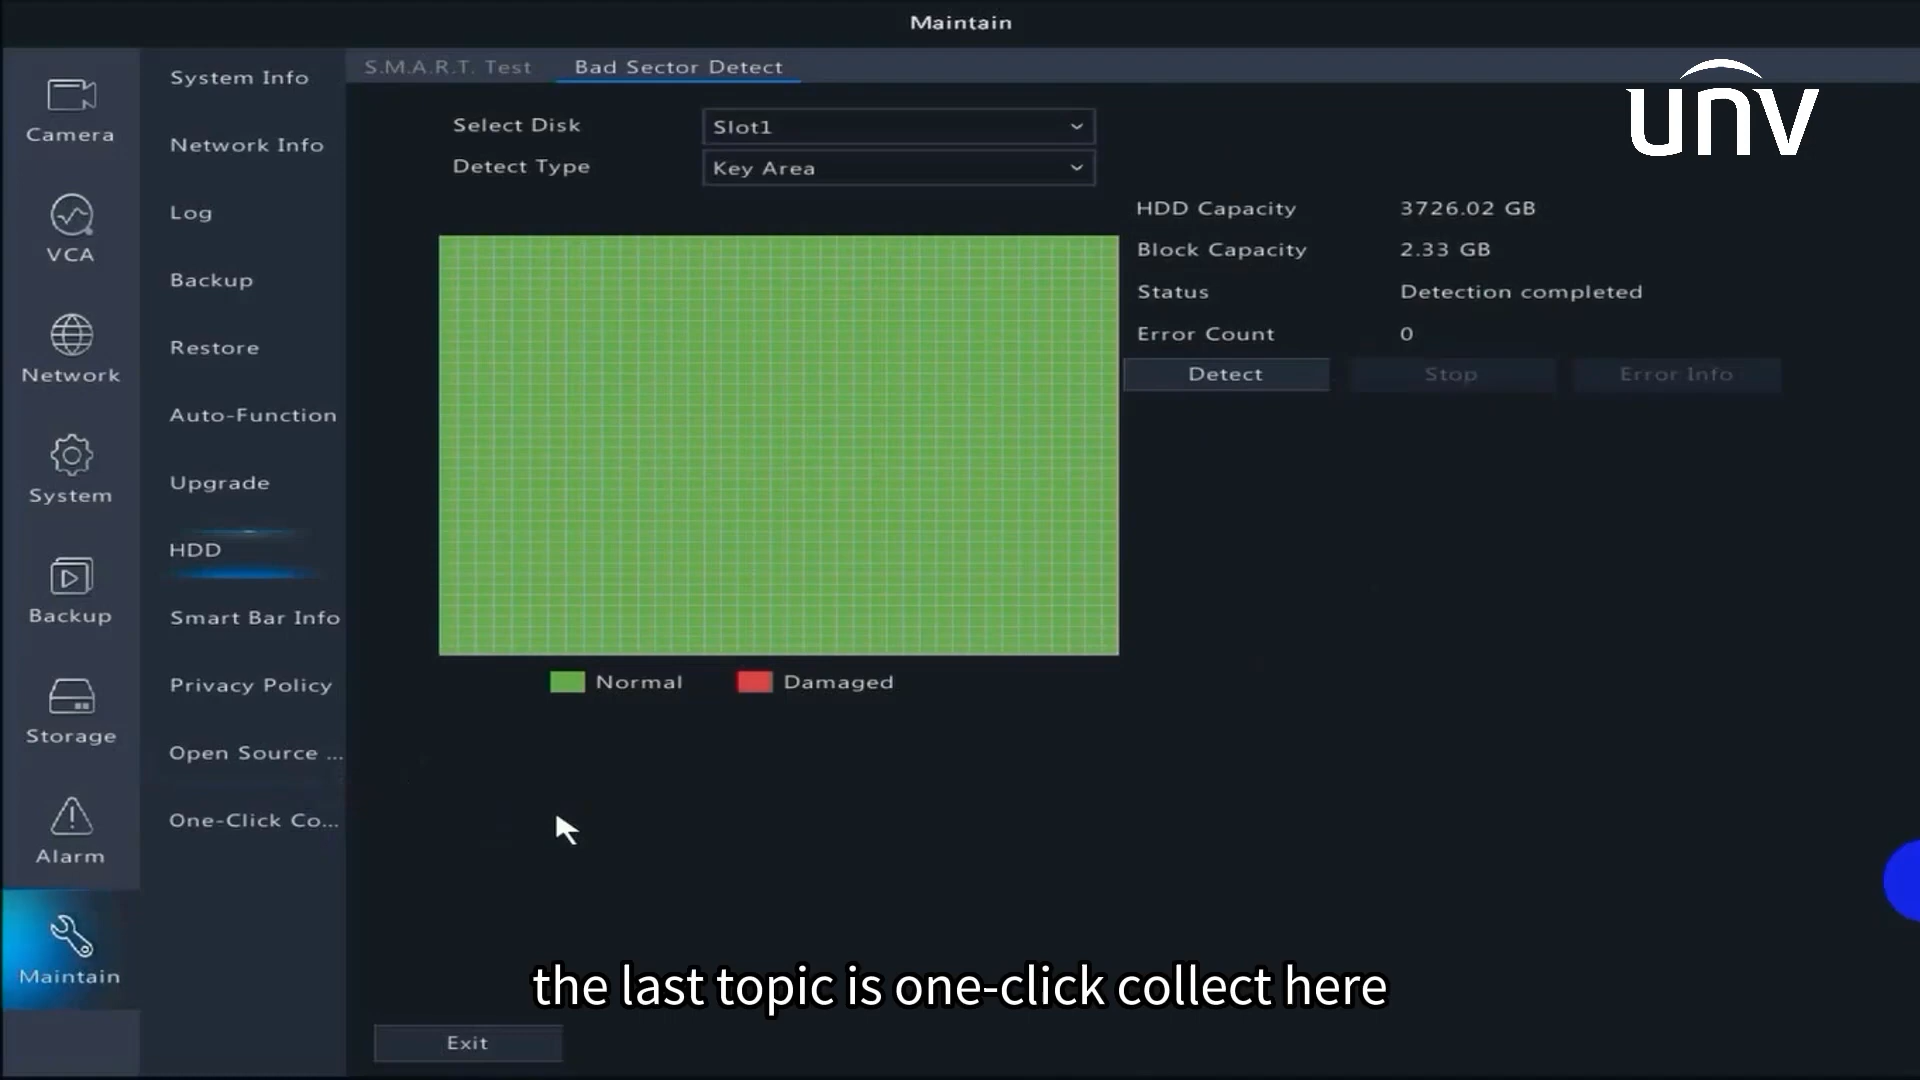 Maintain
unv
Camera
VCA
Network
System
Backup
Storage
Alarm
Maintain
System Info
Network Info
Log
Backup
Restore
Auto-Function
Upgrade
HDD
Smart Bar Info
Privacy Policy
Open Source ...
One-Click Co...
S.M.A.R.T. Test
Bad Sector Detect
Select Disk Slot1
Detect Type Key Area
HDD Capacity 3726.02 GB
Block Capacity 2.33 GB
Status Detection completed
Error Count 0
Detect Stop Error Info
Normal Damaged
the last topic is one-click collect here
Exit